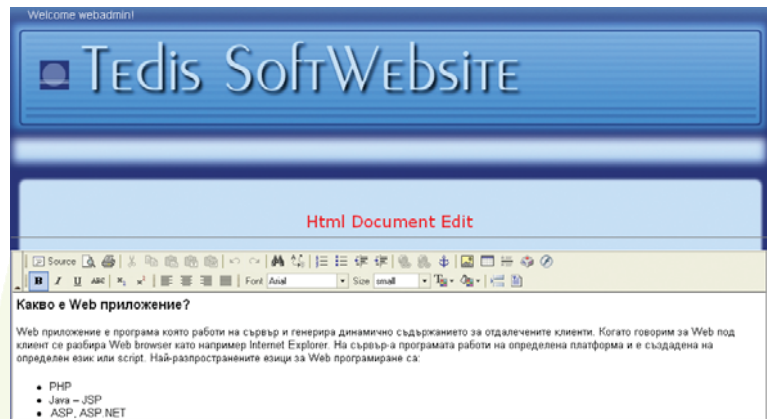 Welcome webadmin!
Tedis SoftWebsite
Html Document Edit
Source
B I U ABC x₂ x² Font Arial Size small
Какво е Web приложение?
Web приложение е програма която работи на сървър и генерира динамично съдържанието за отдалечените клиенти. Когато говорим за Web под
клиент се разбира Web browser като например Internet Explorer. На сървър-а програмата работи на определена платформа и е създадена на
определен език или script. Най-разпространените езици за Web програмиране са:
• PHP
• Java – JSP
• ASP, ASP.NET